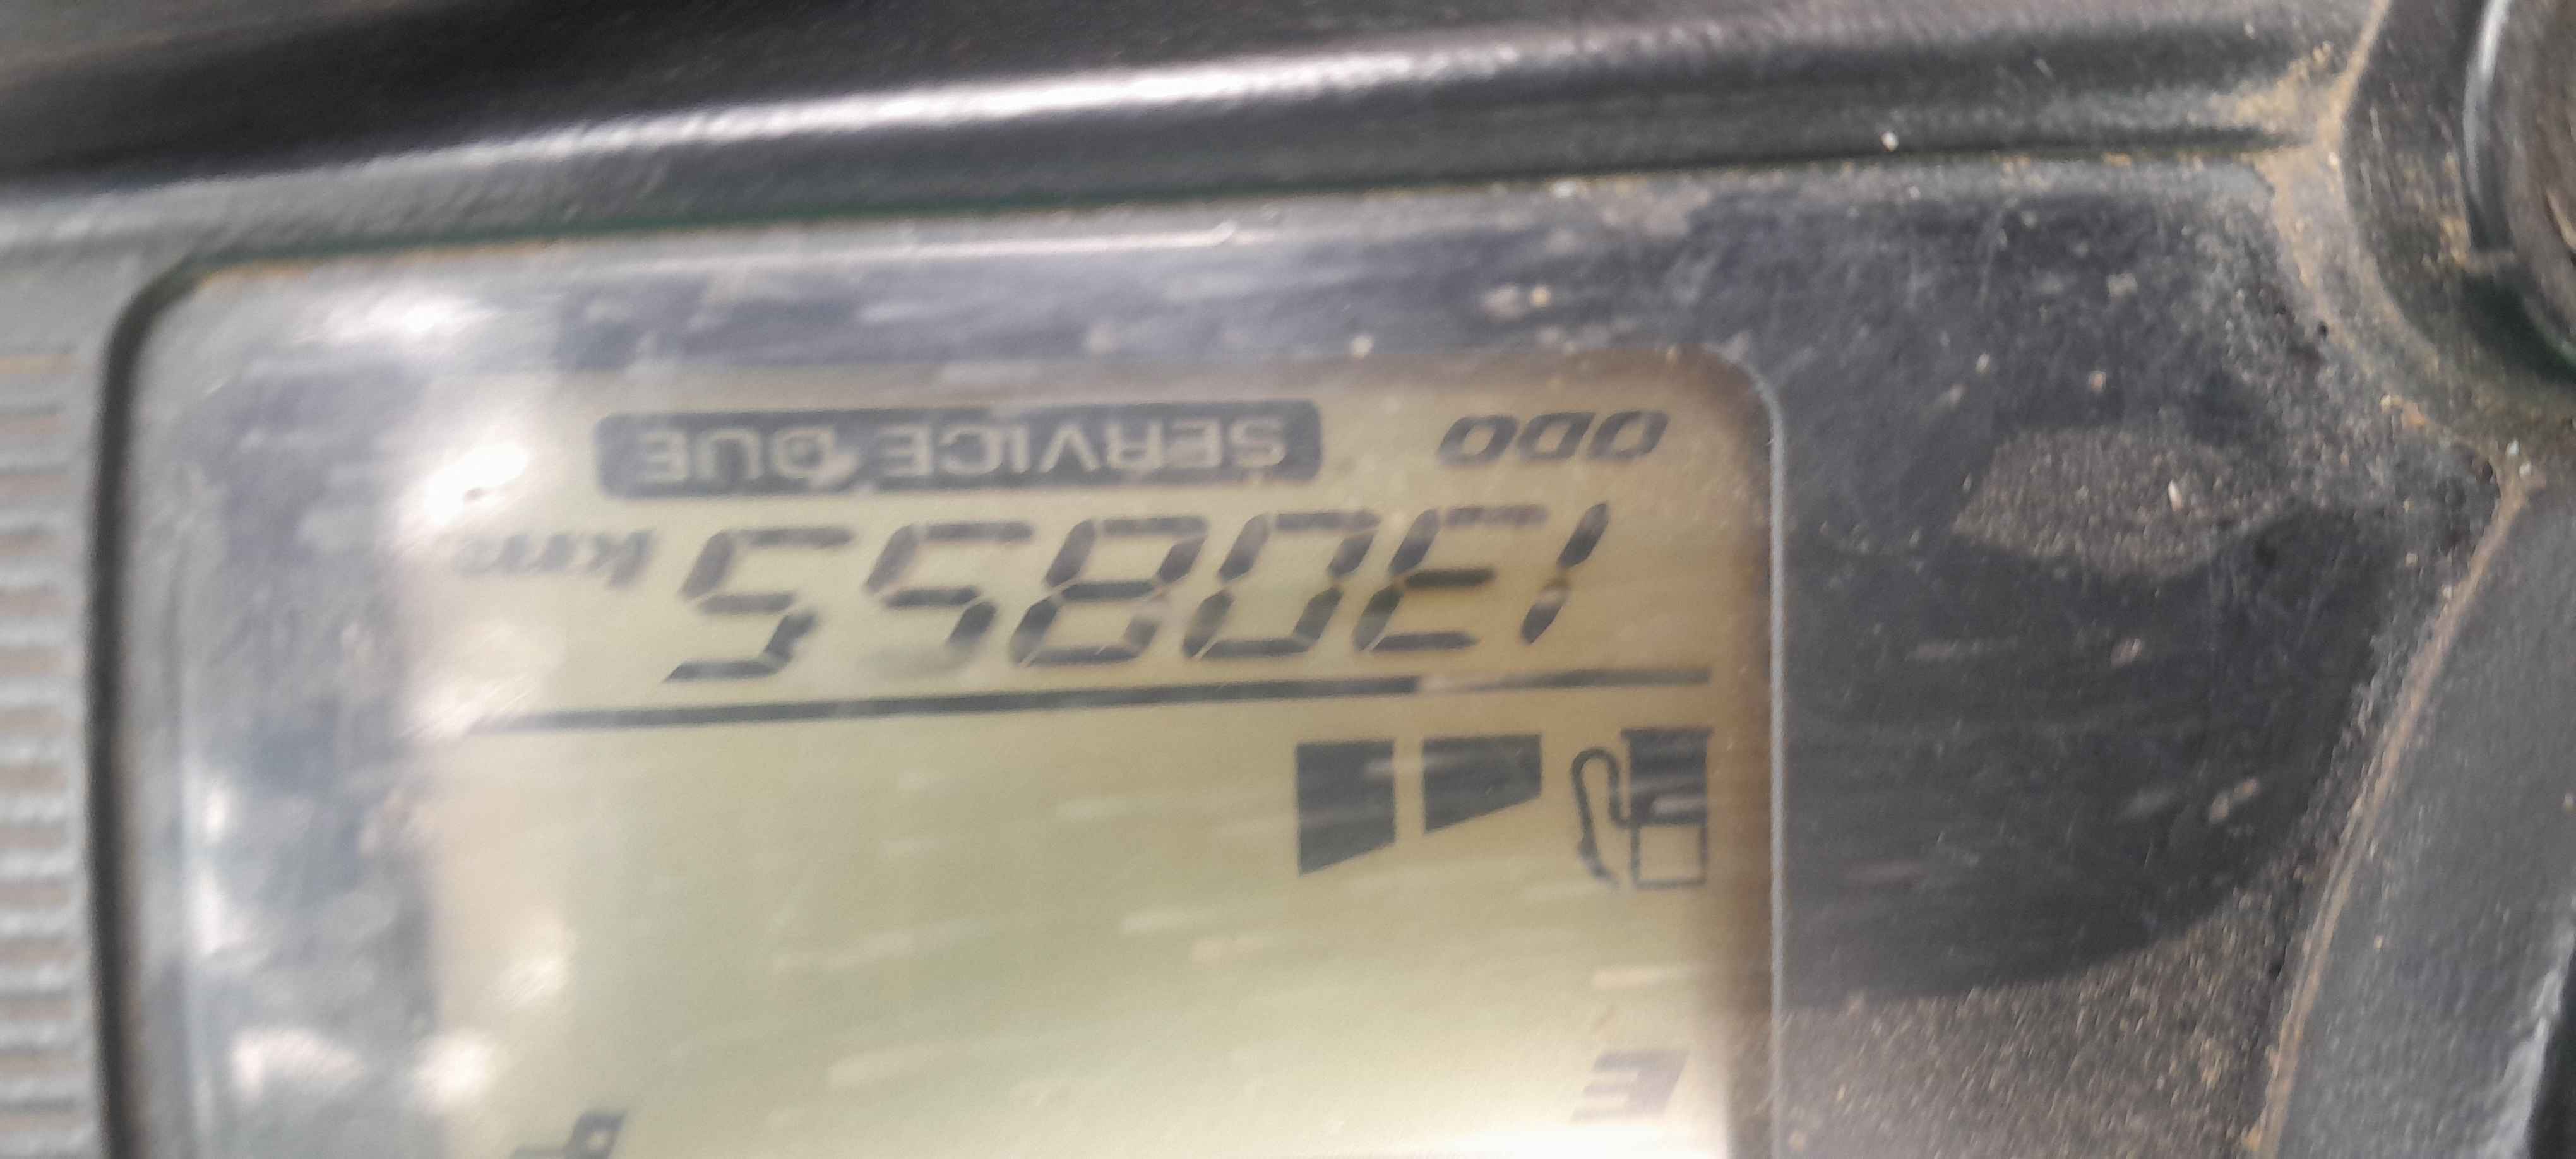 E
130855 km
ODO SERVICE DUE